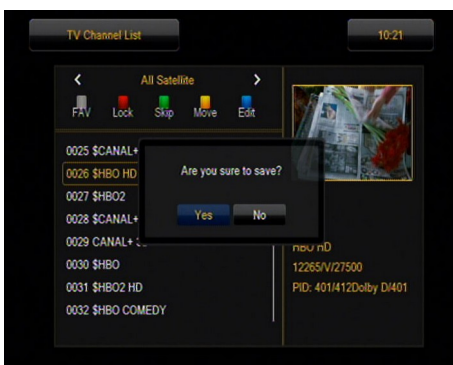 TV Channel List
10:21
All Satellite
FAV Lock Skip Move Edit
0025 $CANAL+
0026 $HBO HD
0027 $HBO2
0028 $CANAL+
0029 CANAL+
0030 $HBO
0031 $HBO2 HD
0032 $HBO COMEDY
Are you sure to save?
Yes No
HBO HD
12265/V/27500
PID: 401/412Dolby D/401